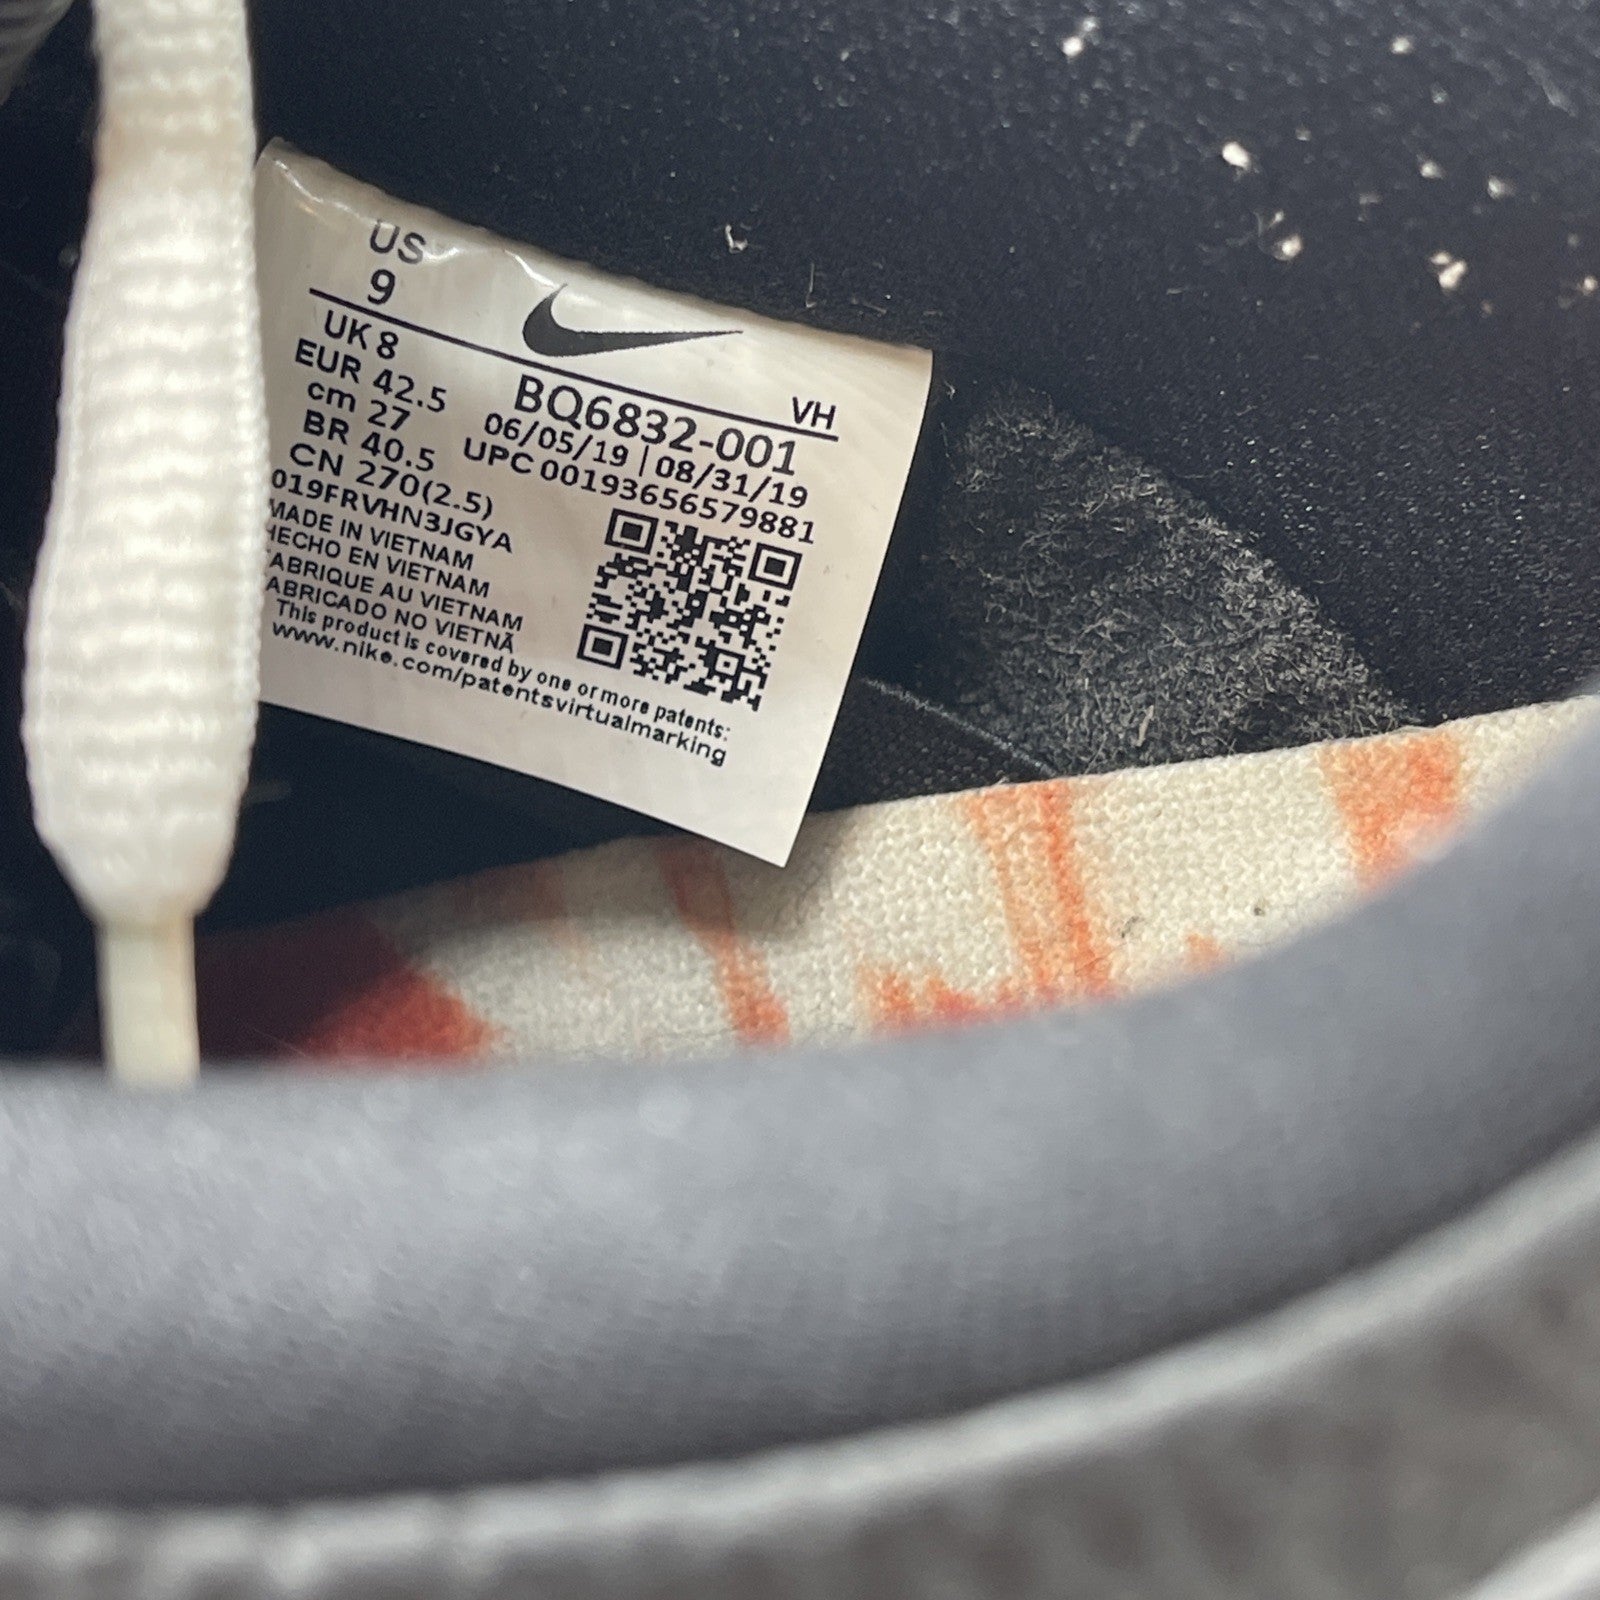 US
9
VH
UK 8
EUR 42.5
cm 27
BR 40.5
CN 270(2.5)
BQ6832-001
06/05/19 | 08/31/19
UPC 00193656579881
019FRVHN3JGYA
MADE IN VIETNAM
HECHO EN VIETNAM
ABRIQUE AU VIETNAM
ABRICADO NO VIETNÃ
This product is covered by one or more patents:
www.nike.com/patentsvirtualmarking